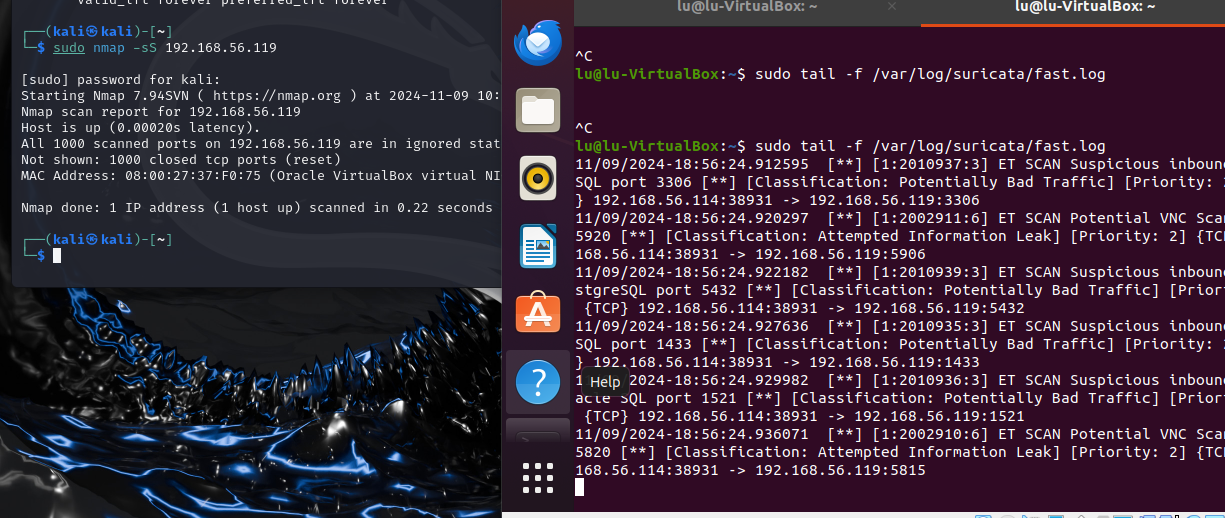 valid_lft forever preferred_lft forever
┌──(kali㉿kali)-[~]
└─$ sudo nmap -sS 192.168.56.119
[sudo] password for kali:
Starting Nmap 7.94SVN ( https://nmap.org ) at 2024-11-09 10:
Nmap scan report for 192.168.56.119
Host is up (0.00020s latency).
All 1000 scanned ports on 192.168.56.119 are in ignored stat
Not shown: 1000 closed tcp ports (reset)
MAC Address: 08:00:27:37:F0:75 (Oracle VirtualBox virtual NI
Nmap done: 1 IP address (1 host up) scanned in 0.22 seconds
┌──(kali㉿kali)-[~]
└─$
lu@lu-VirtualBox: ~
lu@lu-VirtualBox: ~
^C
lu@lu-VirtualBox:~$ sudo tail -f /var/log/suricata/fast.log
^C
lu@lu-VirtualBox:~$ sudo tail -f /var/log/suricata/fast.log
11/09/2024-18:56:24.912595  [**] [1:2010937:3] ET SCAN Suspicious inboun
SQL port 3306 [**] [Classification: Potentially Bad Traffic] [Priority:
} 192.168.56.114:38931 -> 192.168.56.119:3306
11/09/2024-18:56:24.920297  [**] [1:2002911:6] ET SCAN Potential VNC Sca
5920 [**] [Classification: Attempted Information Leak] [Priority: 2] {TC
168.56.114:38931 -> 192.168.56.119:5906
11/09/2024-18:56:24.922182  [**] [1:2010939:3] ET SCAN Suspicious inboun
stgreSQL port 5432 [**] [Classification: Potentially Bad Traffic] [Prior
{TCP} 192.168.56.114:38931 -> 192.168.56.119:5432
11/09/2024-18:56:24.927636  [**] [1:2010935:3] ET SCAN Suspicious inboun
SQL port 1433 [**] [Classification: Potentially Bad Traffic] [Priority:
} 192.168.56.114:38931 -> 192.168.56.119:1433
Help
1 2024-18:56:24.929982  [**] [1:2010936:3] ET SCAN Suspicious inboun
acle SQL port 1521 [**] [Classification: Potentially Bad Traffic] [Prior
{TCP} 192.168.56.114:38931 -> 192.168.56.119:1521
11/09/2024-18:56:24.936071  [**] [1:2002910:6] ET SCAN Potential VNC Sca
5820 [**] [Classification: Attempted Information Leak] [Priority: 2] {TC
168.56.114:38931 -> 192.168.56.119:5815